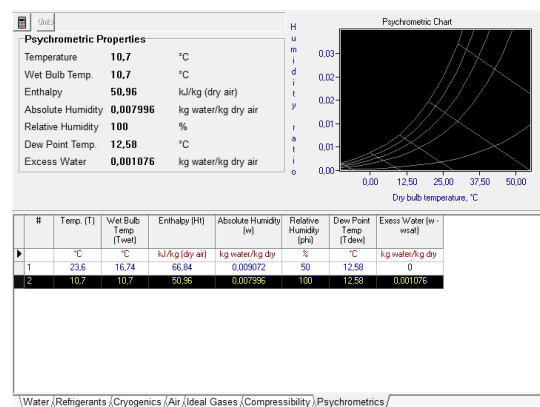 Units
Psychrometric Properties
Temperature 10,7 °C
Wet Bulb Temp. 10,7 °C
Enthalpy 50,96 kJ/kg (dry air)
Absolute Humidity 0,007996 kg water/kg dry air
Relative Humidity 100 %
Dew Point Temp. 12,58 °C
Excess Water 0,001076 kg water/kg dry air
Psychrometric Chart
Humidity ratio
0,03
0,02
0,02
0,01
0,01
0,00
0,00 12,50 25,00 37,50 50,00
Dry bulb temperature, °C
# Temp. (T) Wet Bulb Temp (Twet) Enthalpy (Ht) Absolute Humidity (w) Relative Humidity (phi) Dew Point Temp (Tdew) Exess Water (w - wsat)
°C °C kJ/kg (dry air) kg water/kg dry % °C kg water/kg dry
1 23,6 16,74 66,84 0,009072 50 12,58 0
2 10,7 10,7 50,96 0,007996 100 12,58 0,001076
Water Refrigerants Cryogenics Air Ideal Gases Compressibility Psychrometrics